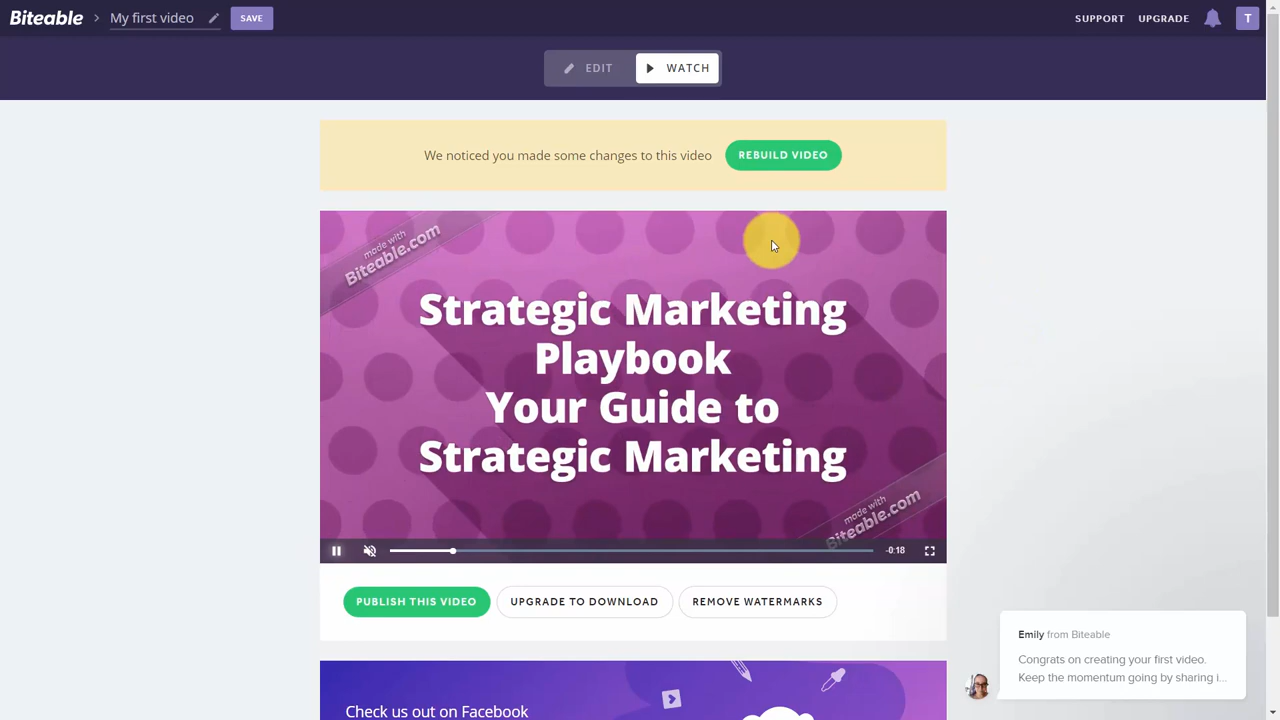 Biteable > My first video SAVE SUPPORT UPGRADE T
EDIT WATCH
We noticed you made some changes to this video REBUILD VIDEO
made with
Biteable.com
Strategic Marketing
Playbook
Your Guide to
Strategic Marketing
made with
Biteable.com
-0:18
PUBLISH THIS VIDEO UPGRADE TO DOWNLOAD REMOVE WATERMARKS
Emily from Biteable
Congrats on creating your first video.
Keep the momentum going by sharing i...
Check us out on Facebook